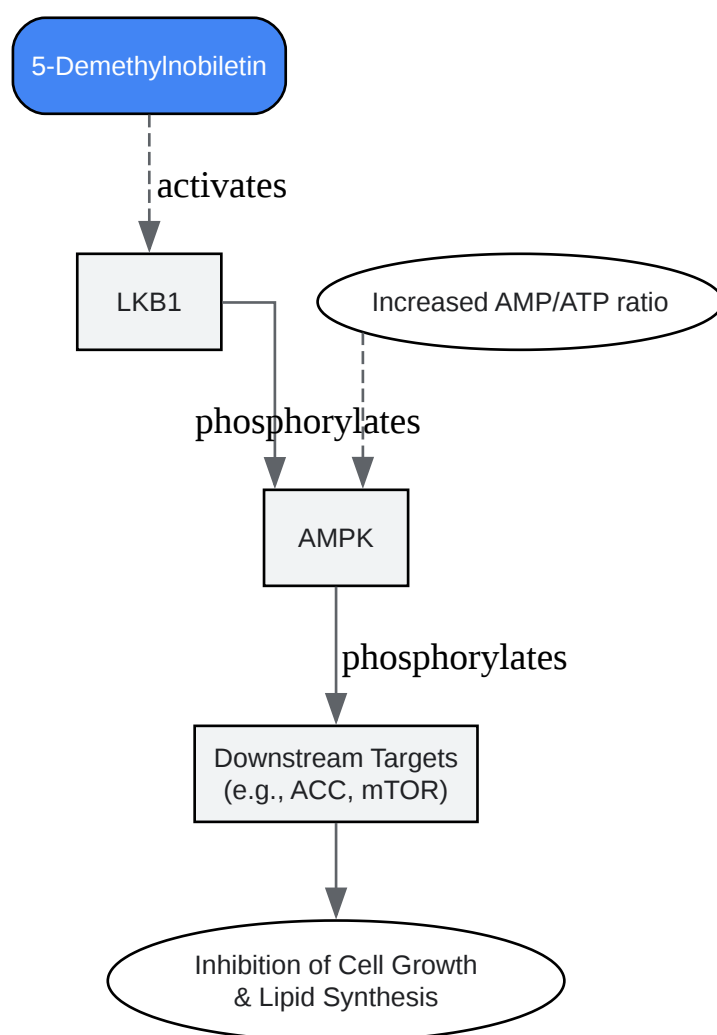 5-Demethylnobiletin
activates
LKB1
Increased AMP/ATP ratio
phosphorylates
AMPK
phosphorylates
Downstream Targets
(e.g., ACC, mTOR)
Inhibition of Cell Growth
& Lipid Synthesis